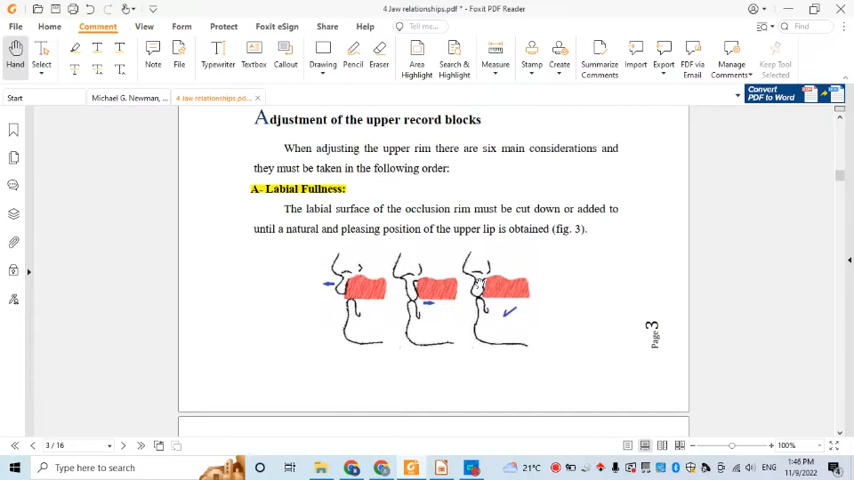 4 Jaw relationships.pdf * - Foxit PDF Reader
File Home Comment View Form Protect Foxit eSign Share Help Tell me... Find
Hand Select Note File Typewriter Textbox Callout Drawing Pencil Eraser Area Highlight Search & Highlight Measure Stamp Create Summarize Comments Import Export FDF via Email Manage Comments Keep Tool Selected
Start Michael G. Newman, ... 4 Jaw relationships.pd... Convert PDF to Word
Adjustment of the upper record blocks
When adjusting the upper rim there are six main considerations and
they must be taken in the following order:
A- Labial Fullness:
The labial surface of the occlusion rim must be cut down or added to
until a natural and pleasing position of the upper lip is obtained (fig. 3).
Page 3
3 / 16 100%
Type here to search 21°C ENG 1:46 PM
11/9/2022
4